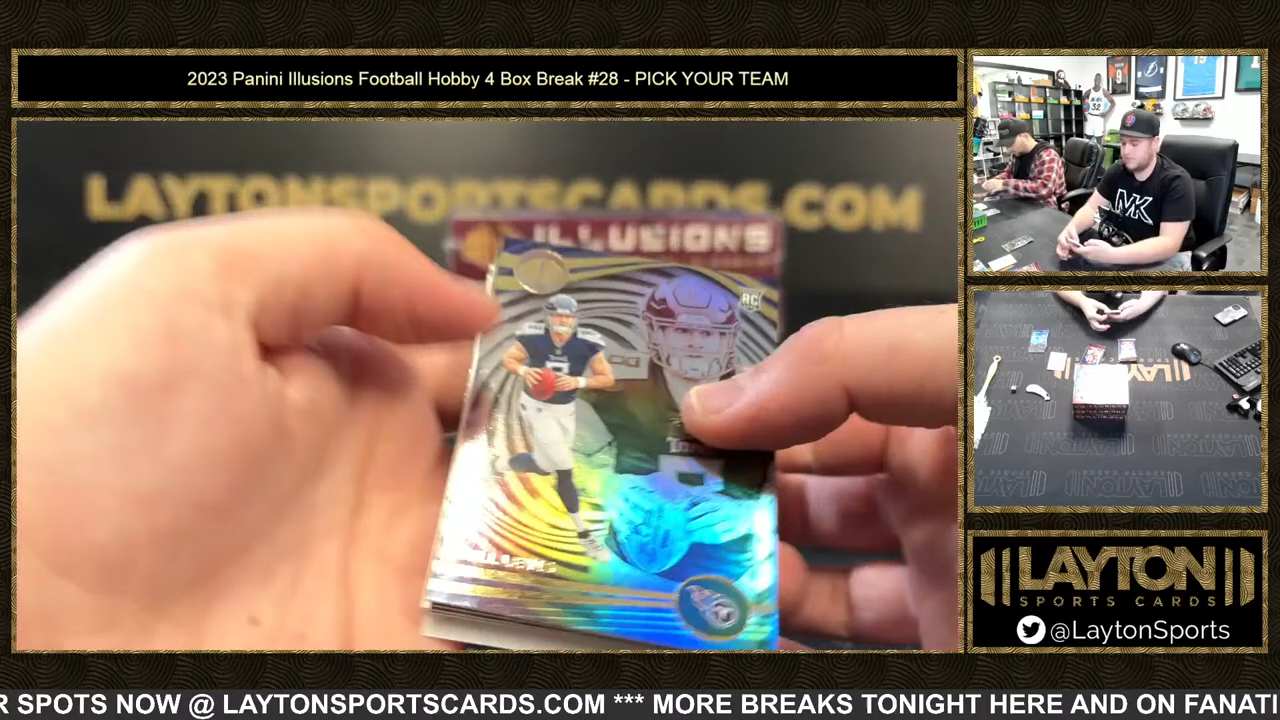 2023 Panini Illusions Football Hobby 4 Box Break #28 - PICK YOUR TEAM
LAYTONSPORTSCARDS.COM
ILLUSIONS
RC
MK
LAYTON
SPORTS CARDS
@LaytonSports
R SPOTS NOW @ LAYTONSPORTSCARDS.COM *** MORE BREAKS TONIGHT HERE AND ON FANATI